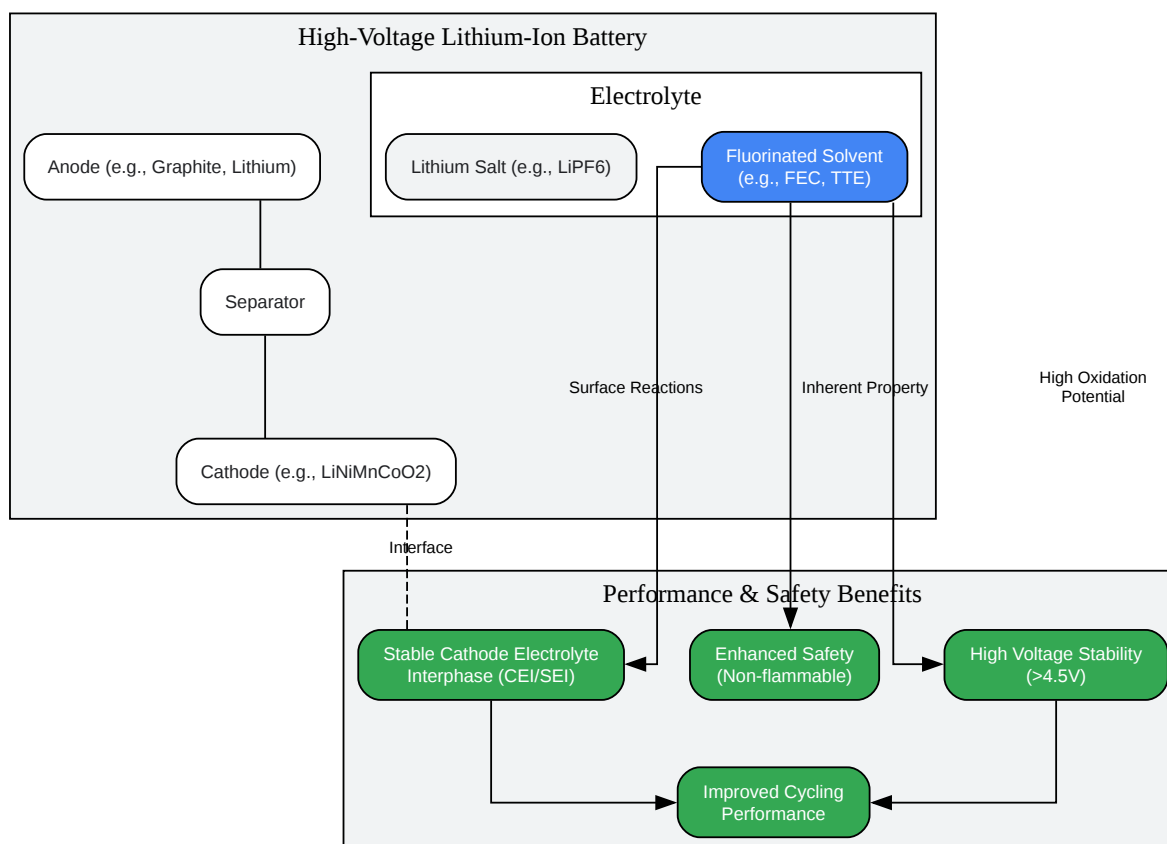 High-Voltage Lithium-Ion Battery
Electrolyte
Anode (e.g., Graphite, Lithium)
Lithium Salt (e.g., LiPF6)
Fluorinated Solvent
(e.g., FEC, TTE)
Separator
Surface Reactions
Inherent Property
High Oxidation
Potential
Cathode (e.g., LiNiMnCoO2)
Interface
Performance & Safety Benefits
Stable Cathode Electrolyte
Interphase (CEI/SEI)
Enhanced Safety
(Non-flammable)
High Voltage Stability
(>4.5V)
Improved Cycling
Performance